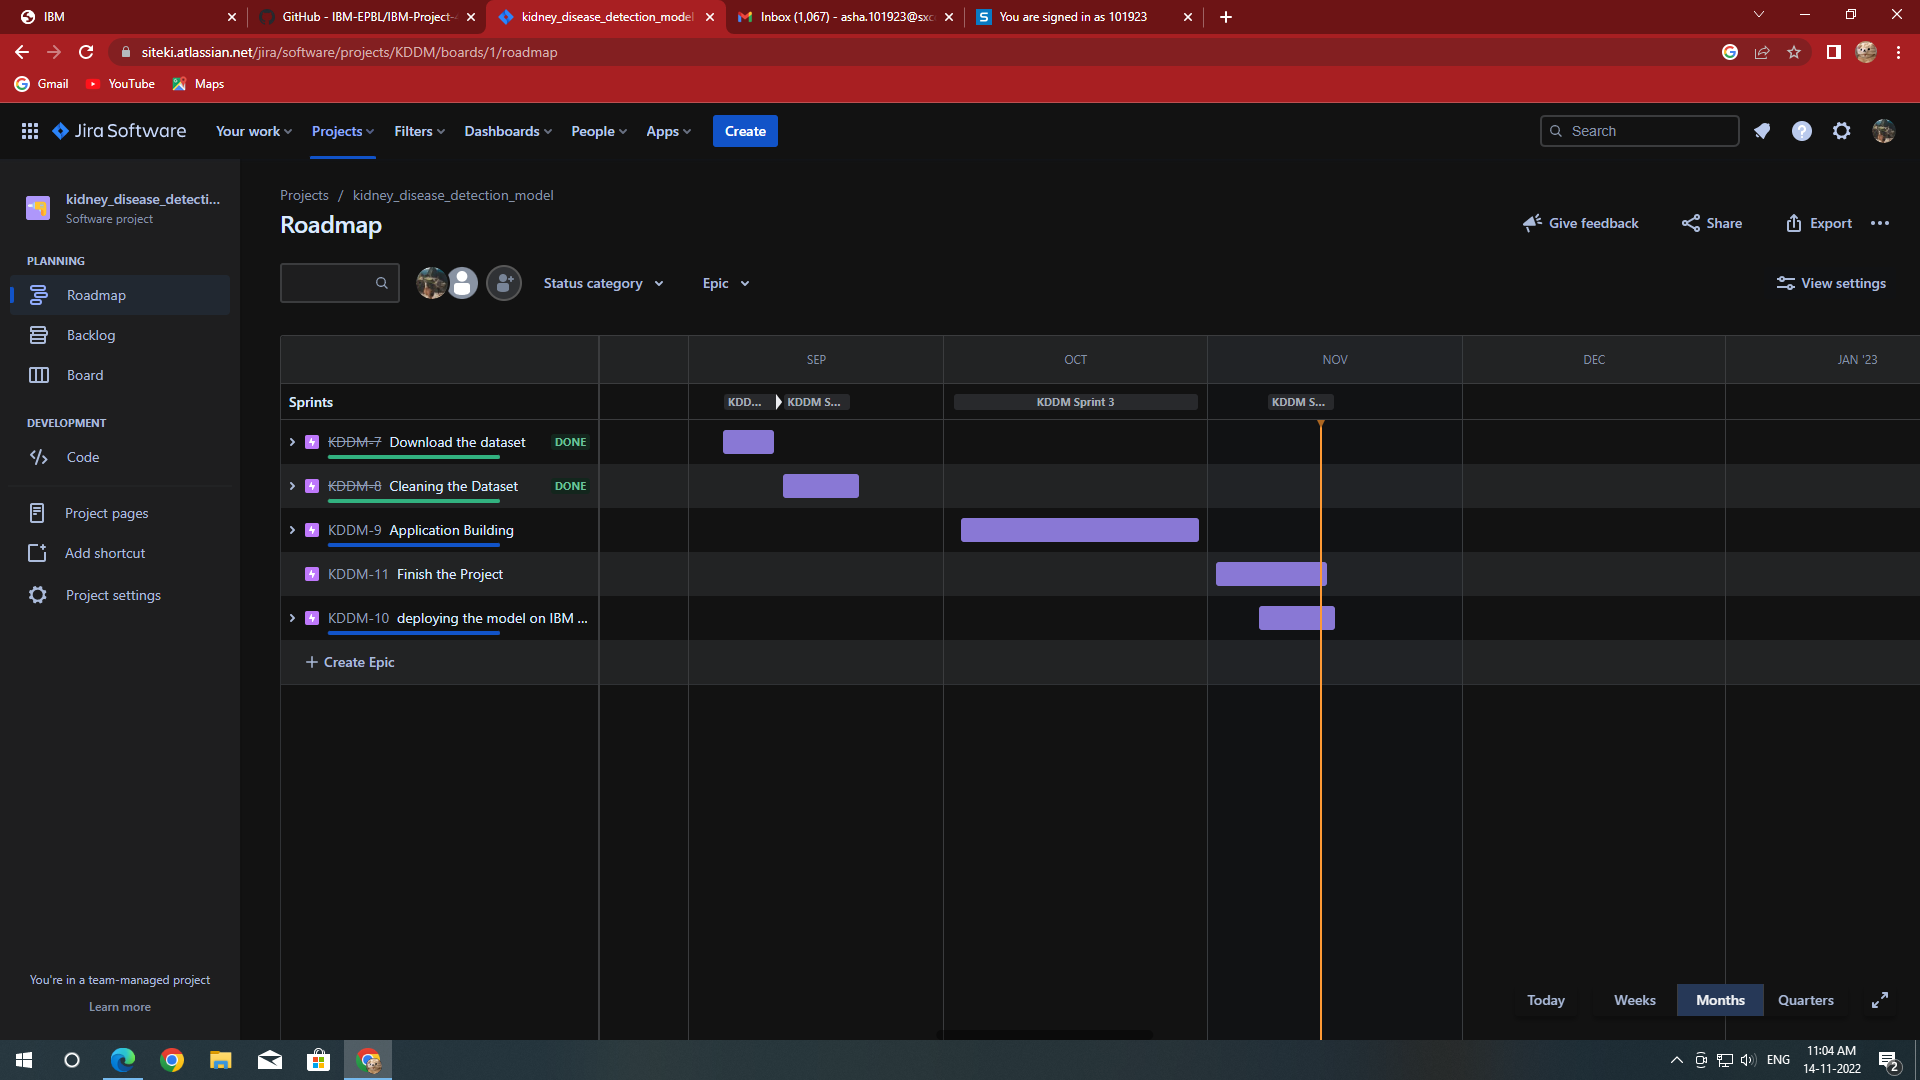 IBM
GitHub - IBM-EPBL/IBM-Project-
kidney_disease_detection_model
Inbox (1,067) - asha.101923@sxc
You are signed in as 101923
siteki.atlassian.net/jira/software/projects/KDDM/boards/1/roadmap
Gmail
YouTube
Maps
Jira Software
Your work
Projects
Filters
Dashboards
People
Apps
Create
Search
kidney_disease_detecti...
Software project
PLANNING
Roadmap
Backlog
Board
DEVELOPMENT
Code
Project pages
Add shortcut
Project settings
You're in a team-managed project
Learn more
Projects / kidney_disease_detection_model
Roadmap
Give feedback
Share
Export
Status category
Epic
View settings
SEP
OCT
NOV
DEC
JAN '23
Sprints
KDD...
KDDM S...
KDDM Sprint 3
KDDM S...
KDDM-7 Download the dataset DONE
KDDM-8 Cleaning the Dataset DONE
KDDM-9 Application Building
KDDM-11 Finish the Project
KDDM-10 deploying the model on IBM ...
+ Create Epic
Today
Weeks
Months
Quarters
ENG
11:04 AM
14-11-2022
2